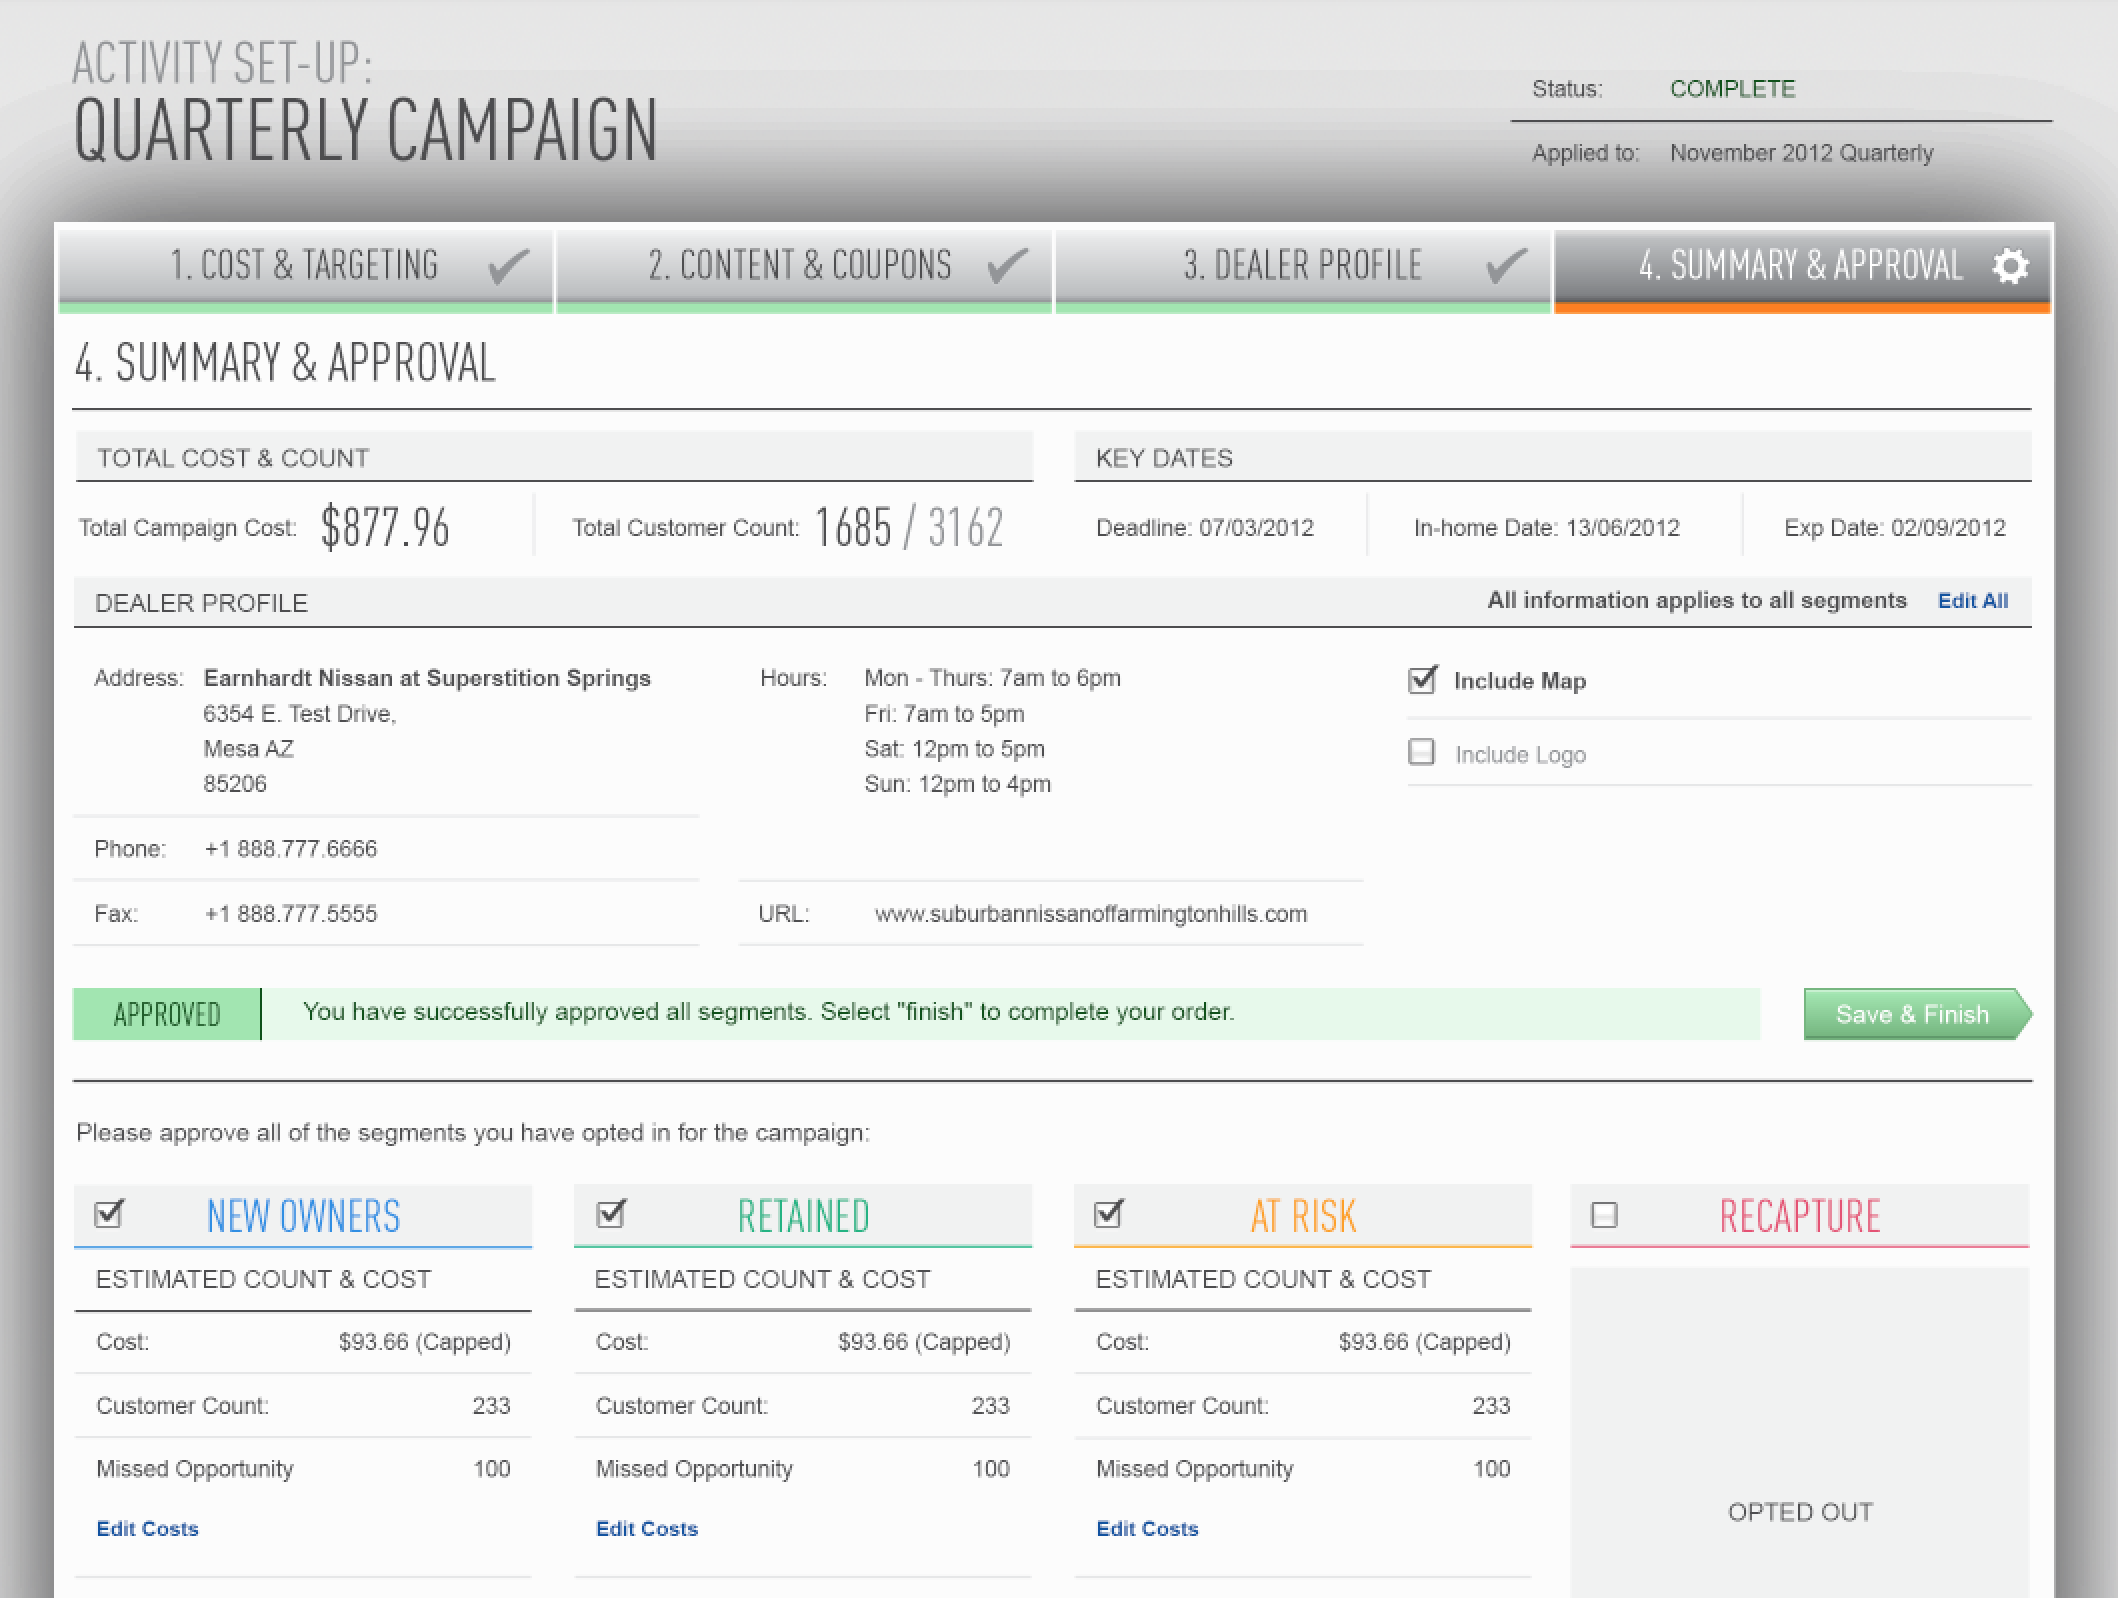 ACTIVITY SET-UP:
QUARTERLY CAMPAIGN
Status: COMPLETE
Applied to: November 2012 Quarterly
1. COST & TARGETING
2. CONTENT & COUPONS
3. DEALER PROFILE
4. SUMMARY & APPROVAL
4. SUMMARY & APPROVAL
TOTAL COST & COUNT
Total Campaign Cost: $877.96
Total Customer Count: 1685 / 3162
KEY DATES
Deadline: 07/03/2012
In-home Date: 13/06/2012
Exp Date: 02/09/2012
DEALER PROFILE
All information applies to all segments Edit All
Address: Earnhardt Nissan at Superstition Springs
6354 E. Test Drive,
Mesa AZ
85206
Phone: +1 888.777.6666
Fax: +1 888.777.5555
Hours: Mon - Thurs: 7am to 6pm
Fri: 7am to 5pm
Sat: 12pm to 5pm
Sun: 12pm to 4pm
URL: www.suburbannissanoffarmingtonhills.com
Include Map
Include Logo
APPROVED
You have successfully approved all segments. Select "finish" to complete your order.
Save & Finish
Please approve all of the segments you have opted in for the campaign:
NEW OWNERS
ESTIMATED COUNT & COST
Cost: $93.66 (Capped)
Customer Count: 233
Missed Opportunity 100
Edit Costs
RETAINED
ESTIMATED COUNT & COST
Cost: $93.66 (Capped)
Customer Count: 233
Missed Opportunity 100
Edit Costs
AT RISK
ESTIMATED COUNT & COST
Cost: $93.66 (Capped)
Customer Count: 233
Missed Opportunity 100
Edit Costs
RECAPTURE
OPTED OUT